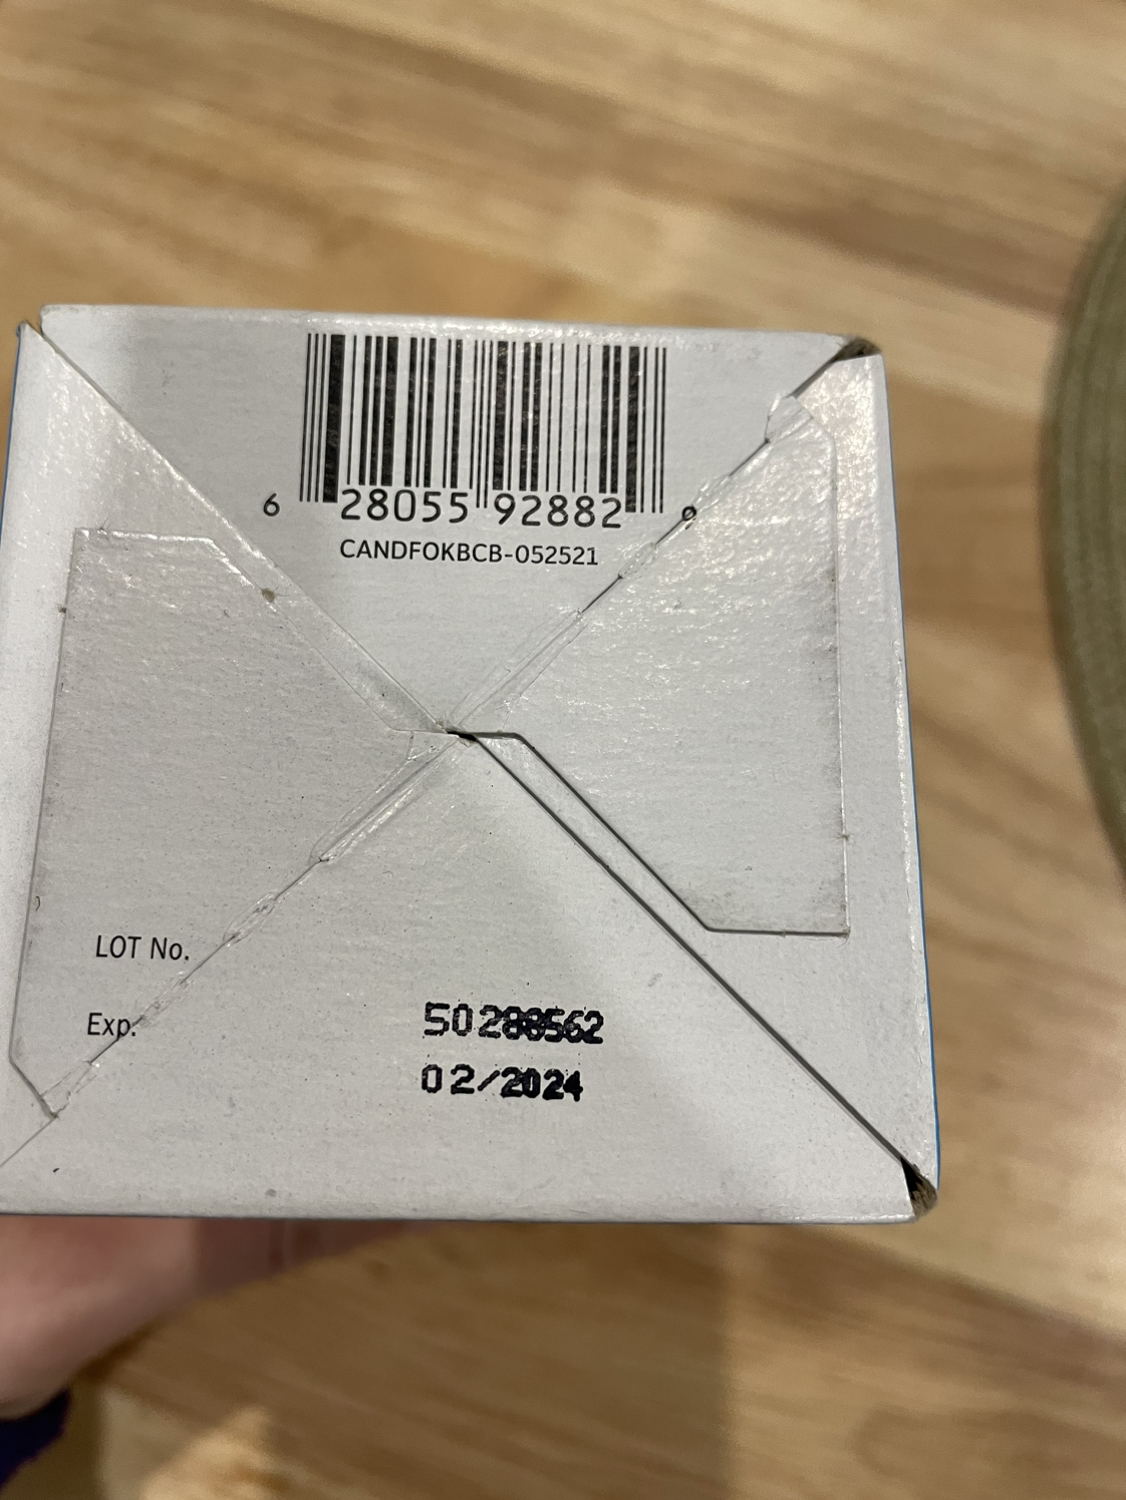 6 28055 92882 9
CANDFOKBCB-052521
LOT No.
Exp:
50288562
02/2024